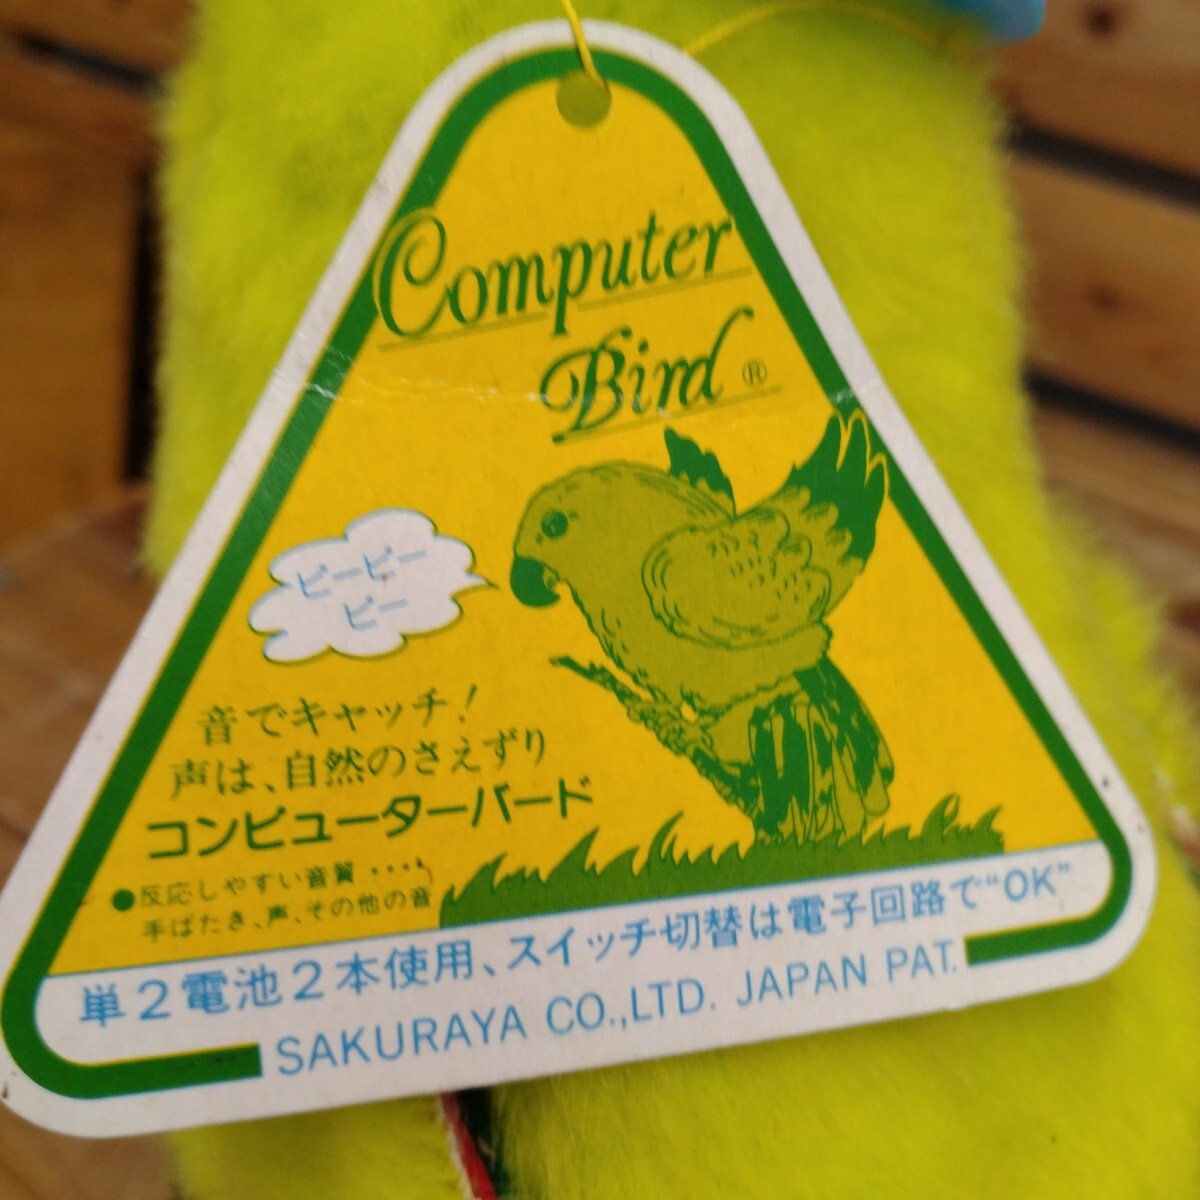 Computer
Bird ®
ピーピー
ピー
音でキャッチ!
声は、自然のさえずり
コンピューターバード
●反応しやすい音質・・・・
手ばたき、声、その他の音
単2電池2本使用、スイッチ切替は電子回路で"OK"
SAKURAYA CO.,LTD. JAPAN PAT.